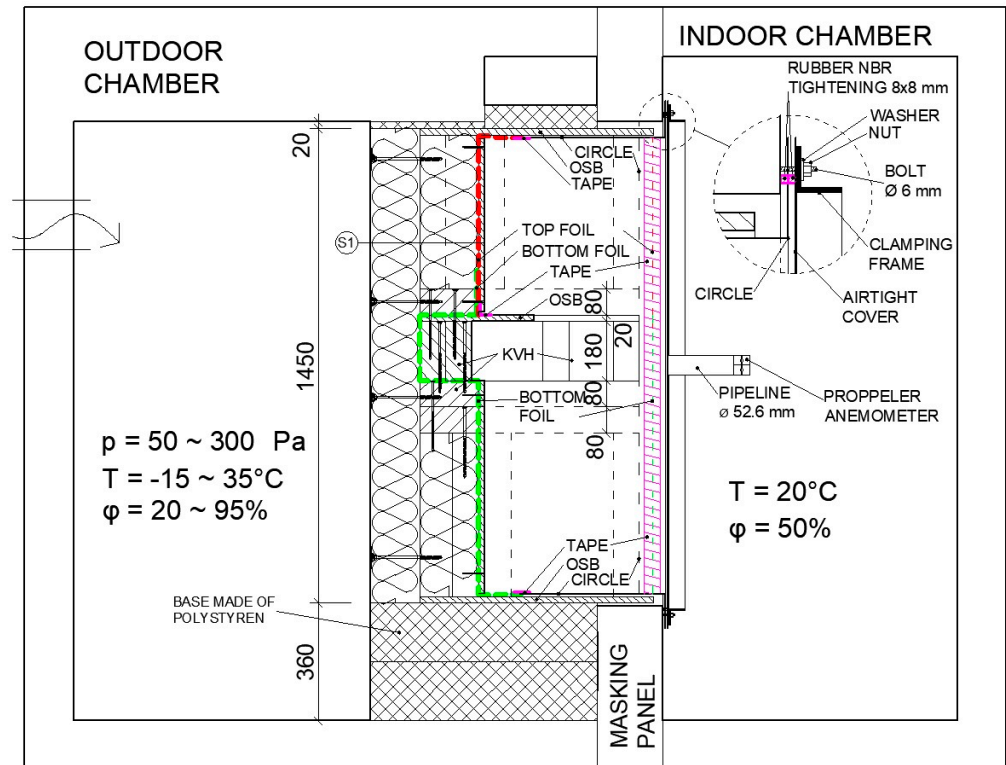 OUTDOOR
CHAMBER
INDOOR CHAMBER
RUBBER NBR
TIGHTENING 8x8 mm
WASHER
NUT
BOLT
Ø 6 mm
CLAMPING
FRAME
CIRCLE
AIRTIGHT
COVER
20
CIRCLE
OSB
TAPE
S1
TOP FOIL
BOTTOM FOIL
TAPE
OSB
80
20
180
KVH
80
80
1450
BOTTOM
FOIL
PIPELINE
Ø 52.6 mm
PROPPELER
ANEMOMETER
p = 50 ~ 300 Pa
T = -15 ~ 35°C
φ = 20 ~ 95%
T = 20°C
φ = 50%
TAPE
OSB
CIRCLE
BASE MADE OF
POLYSTYREN
360
MASKING
PANEL